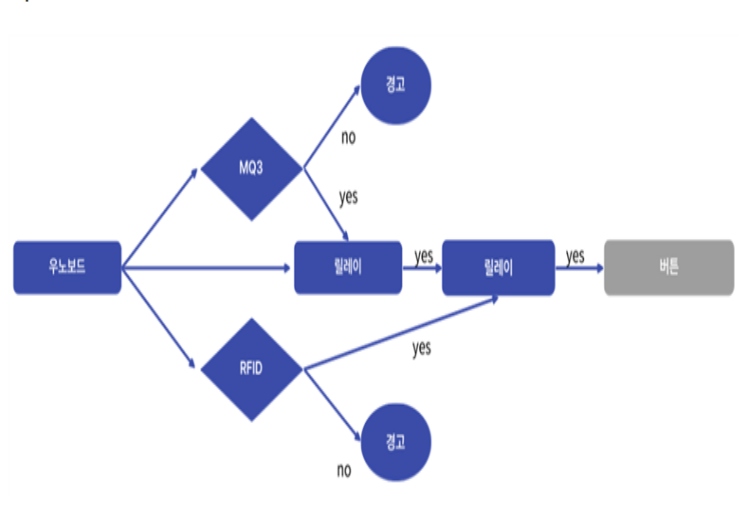 경고
no
MQ3
yes
우노보드
릴레이
yes
릴레이
yes
버튼
yes
RFID
경고
no